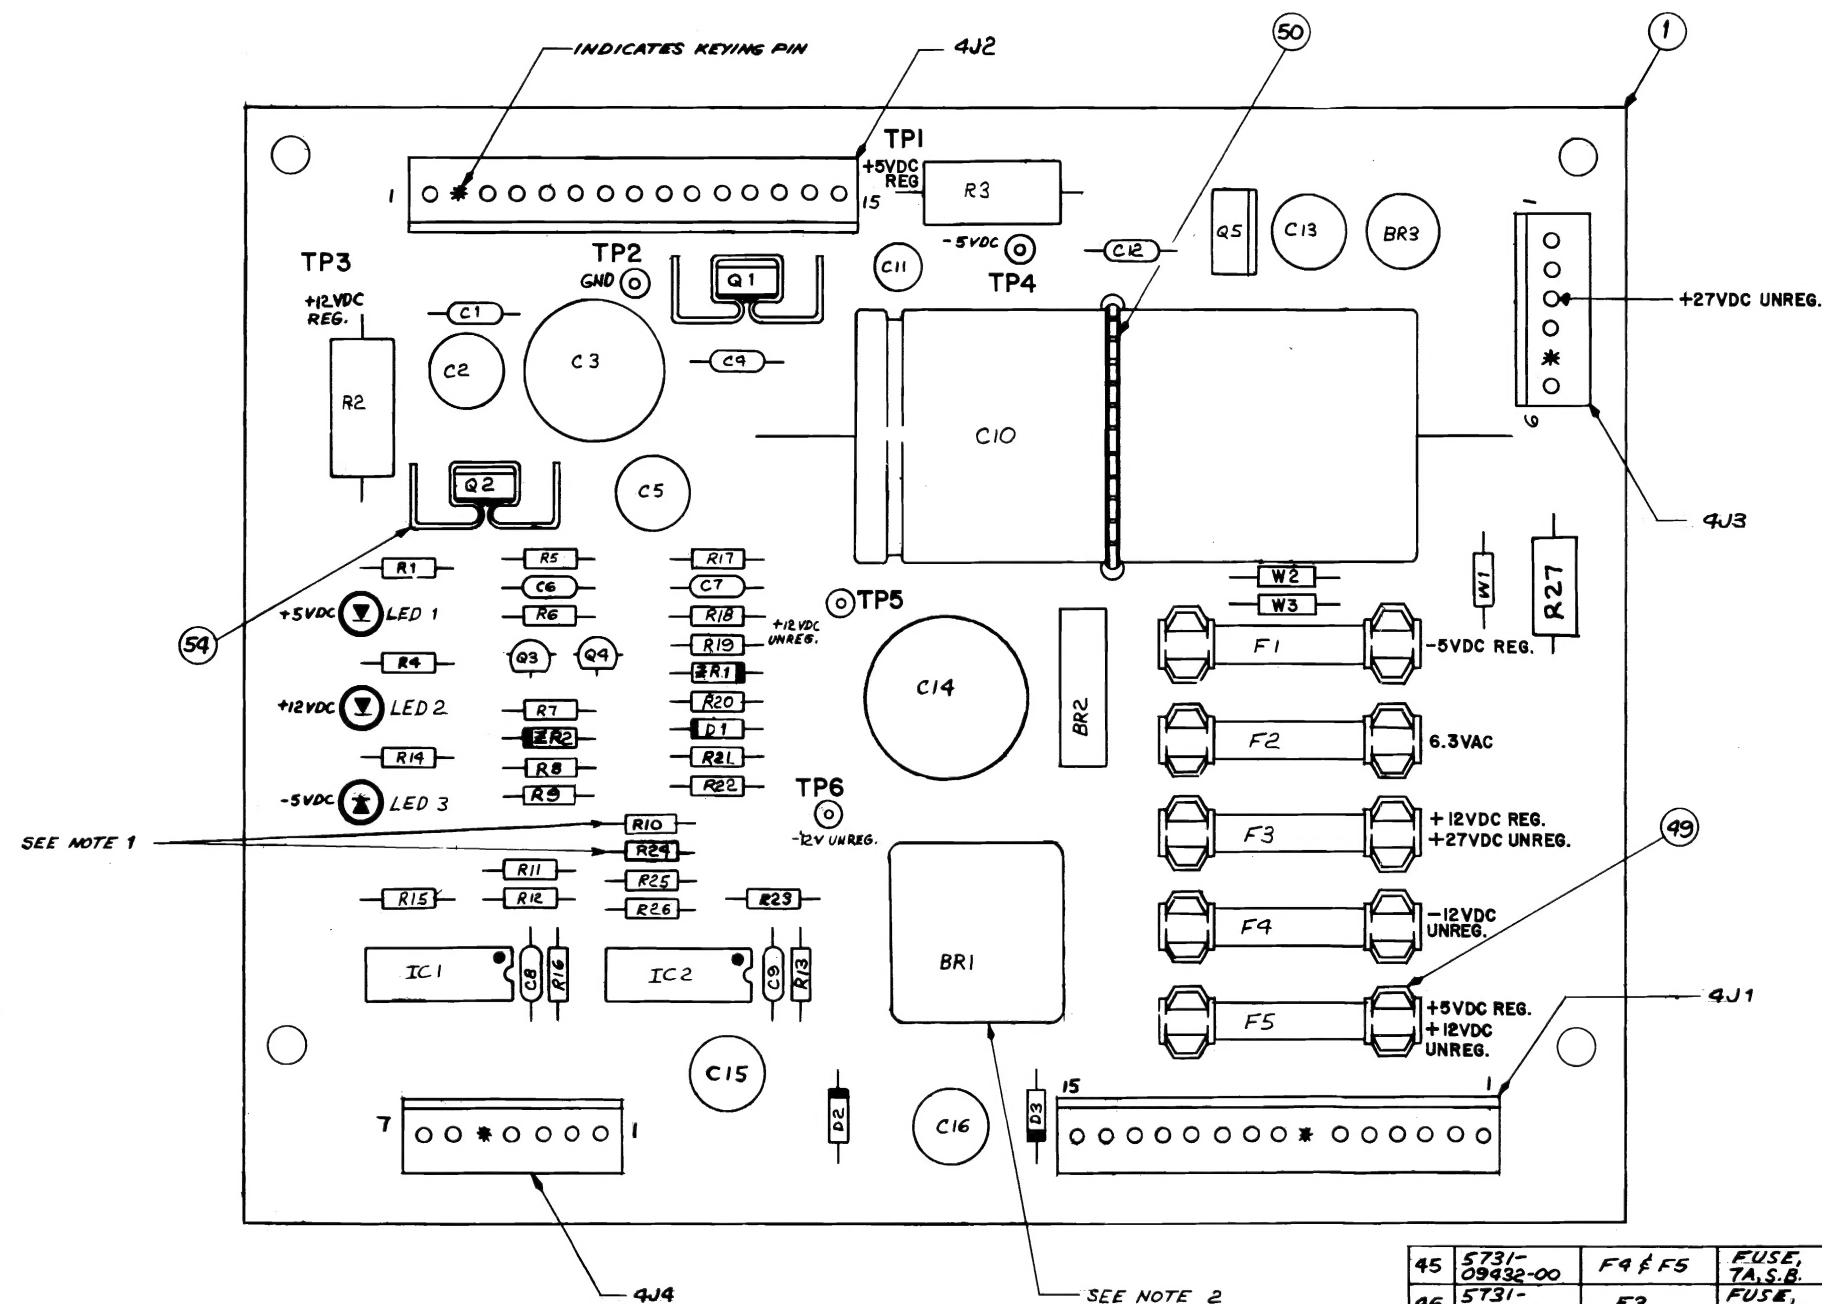 INDICATES KEYING PIN
4J2
50
1
TP1
+5VDC
REG
1
15
R3
-5VDC
TP4
C12
Q5
C13
BR3
1
+27VDC UNREG.
6
4J3
TP3
+12VDC
REG.
TP2
GND
Q1
C11
C1
C2
C3
C4
R2
C10
Q2
C5
54
R1
R5
R17
C6
C7
+5VDC
LED 1
R6
R18
+12VDC
UNREG.
TP5
R19
R4
Q3
Q4
ZR1
R20
+12VDC
LED 2
R7
D1
ZR2
R14
R8
R21
R9
R22
-5VDC
LED 3
TP6
-12V UNREG.
C14
BR2
W2
W3
W1
R27
F1
-5VDC REG.
F2
6.3VAC
F3
+12VDC REG.
+27VDC UNREG.
49
F4
-12VDC
UNREG.
F5
+5VDC REG.
+12VDC
UNREG.
4J1
SEE NOTE 1
R10
R24
R11
R25
R15
R12
R26
R23
IC1
C8
R16
IC2
C9
R13
BR1
C15
D2
C16
D3
15
1
7
1
4J4
SEE NOTE 2
45
5731-
09432-00
F4 & F5
FUSE,
7A, S.B.
46
5731-
F3
FUSE,